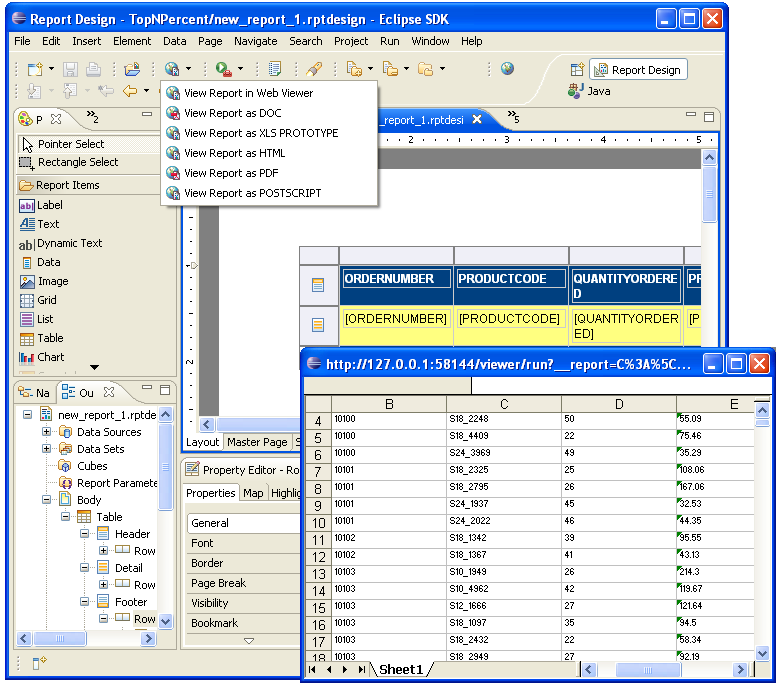 Report Design - TopNPercent/new_report_1.rptdesign - Eclipse SDK
File Edit Insert Element Data Page Navigate Search Project Run Window Help
Report Design
Java
View Report in Web Viewer
View Report as DOC
View Report as XLS PROTOTYPE
View Report as HTML
View Report as PDF
View Report as POSTSCRIPT
P
2
_report_1.rptdesi
5
Pointer Select
Rectangle Select
Report Items
Label
Text
Dynamic Text
Data
Image
Grid
List
Table
Chart
2 3 4 5
2
ORDERNUMBER PRODUCTCODE QUANTITYORDERE
D
[ORDERNUMBER] [PRODUCTCODE] [QUANTITYORDER
ED]
Layout Master Page
Na Ou
new_report_1.rptde
Data Sources
Data Sets
Cubes
Report Paramete
Body
Table
Header
Row
Detail
Row
Footer
Row
Property Editor - Ro
Properties Map Highlig
General
Font
Border
Page Break
Visibility
Bookmark
http://127.0.0.1:58144/viewer/run?__report=C%3A%5C...
B C D E
4 10100 S18_2248 50 55.09
5 10100 S18_4409 22 75.46
6 10100 S24_3969 49 35.29
7 10101 S18_2325 25 108.06
8 10101 S18_2795 26 167.06
9 10101 S24_1937 45 32.53
10 10101 S24_2022 46 44.35
11 10102 S18_1342 39 95.55
12 10102 S18_1367 41 43.13
13 10103 S10_1949 26 214.3
14 10103 S10_4962 42 119.67
15 10103 S12_1666 27 121.64
16 10103 S18_1097 35 94.5
17 10103 S18_2432 22 58.34
18 10103 S18_2949 27 92.19
Sheet1